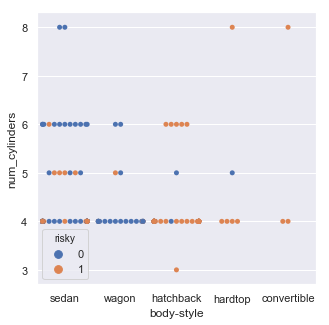 8
7
6
5
4
3
num_cylinders
risky
0
1
sedan wagon hatchback hardtop convertible
body-style